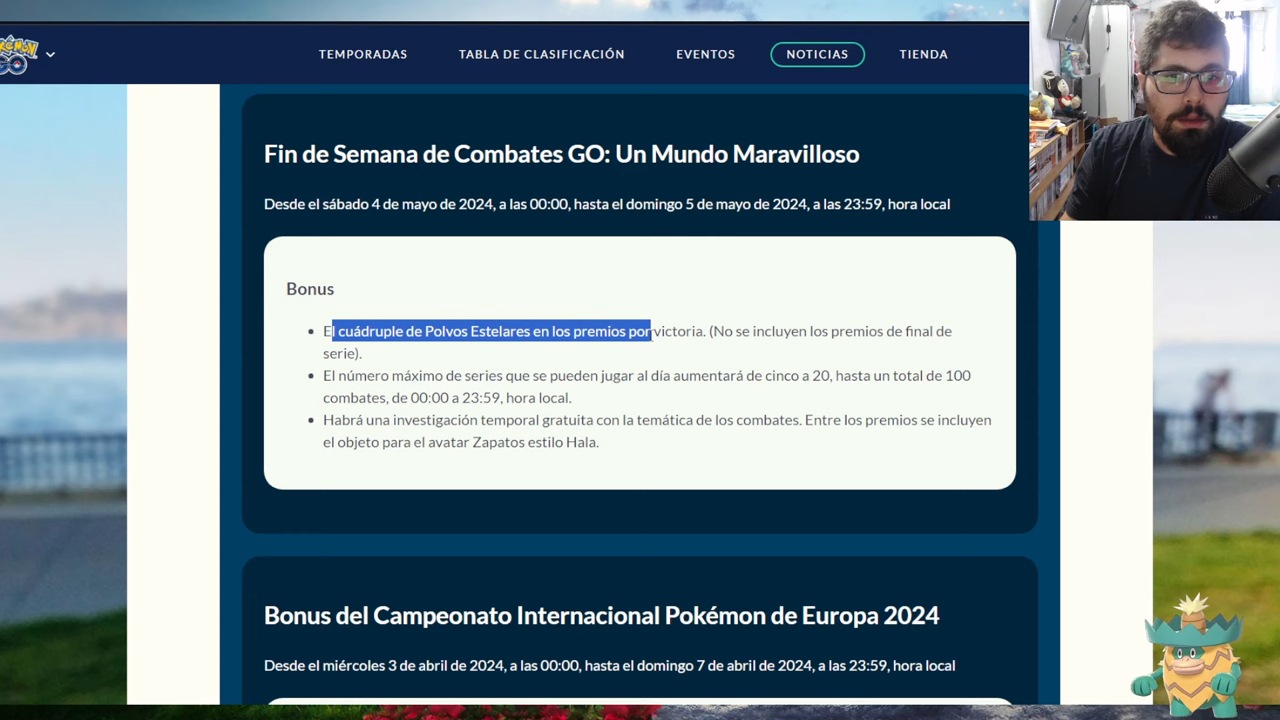 TEMPORADAS TABLA DE CLASIFICACIÓN EVENTOS NOTICIAS TIENDA
Fin de Semana de Combates GO: Un Mundo Maravilloso
Desde el sábado 4 de mayo de 2024, a las 00:00, hasta el domingo 5 de mayo de 2024, a las 23:59, hora local
Bonus
• El cuádruple de Polvos Estelares en los premios por victoria. (No se incluyen los premios de final de
serie).
• El número máximo de series que se pueden jugar al día aumentará de cinco a 20, hasta un total de 100
combates, de 00:00 a 23:59, hora local.
• Habrá una investigación temporal gratuita con la temática de los combates. Entre los premios se incluyen
el objeto para el avatar Zapatos estilo Hala.
Bonus del Campeonato Internacional Pokémon de Europa 2024
Desde el miércoles 3 de abril de 2024, a las 00:00, hasta el domingo 7 de abril de 2024, a las 23:59, hora local